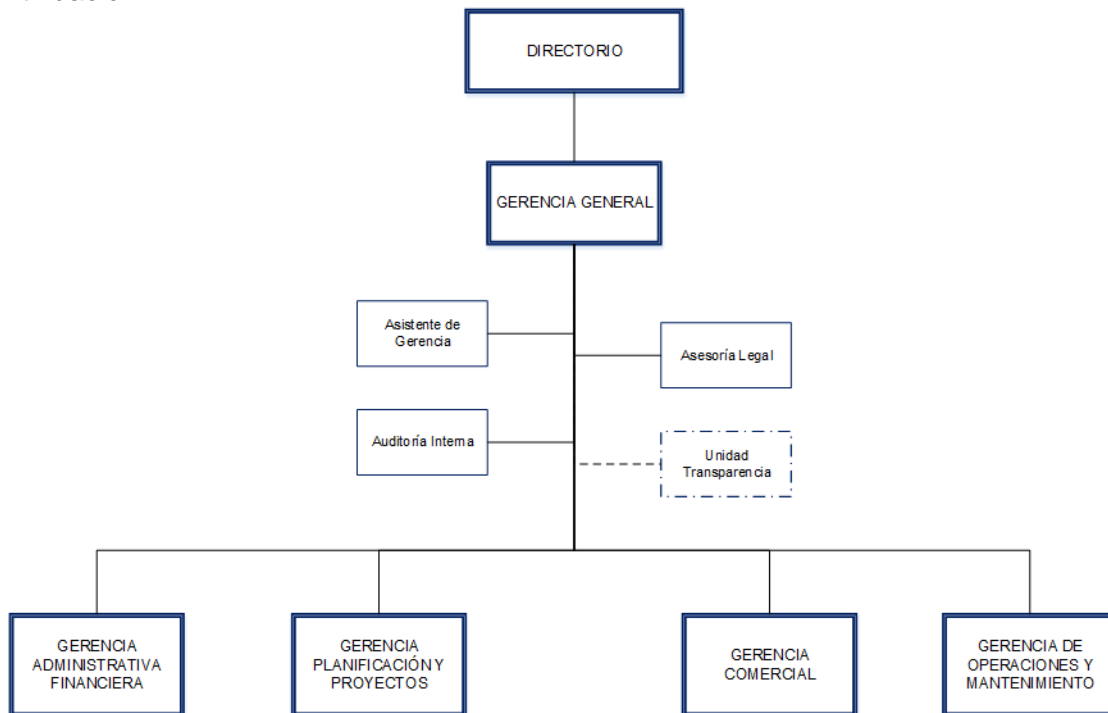 DIRECTORIO
GERENCIA GENERAL
Asistente de
Gerencia
Asesoría Legal
Auditoría Interna
Unidad
Transparencia
GERENCIA
ADMINISTRATIVA
FINANCIERA
GERENCIA
PLANIFICACIÓN Y
PROYECTOS
GERENCIA
COMERCIAL
GERENCIA DE
OPERACIONES Y
MANTENIMIENTO